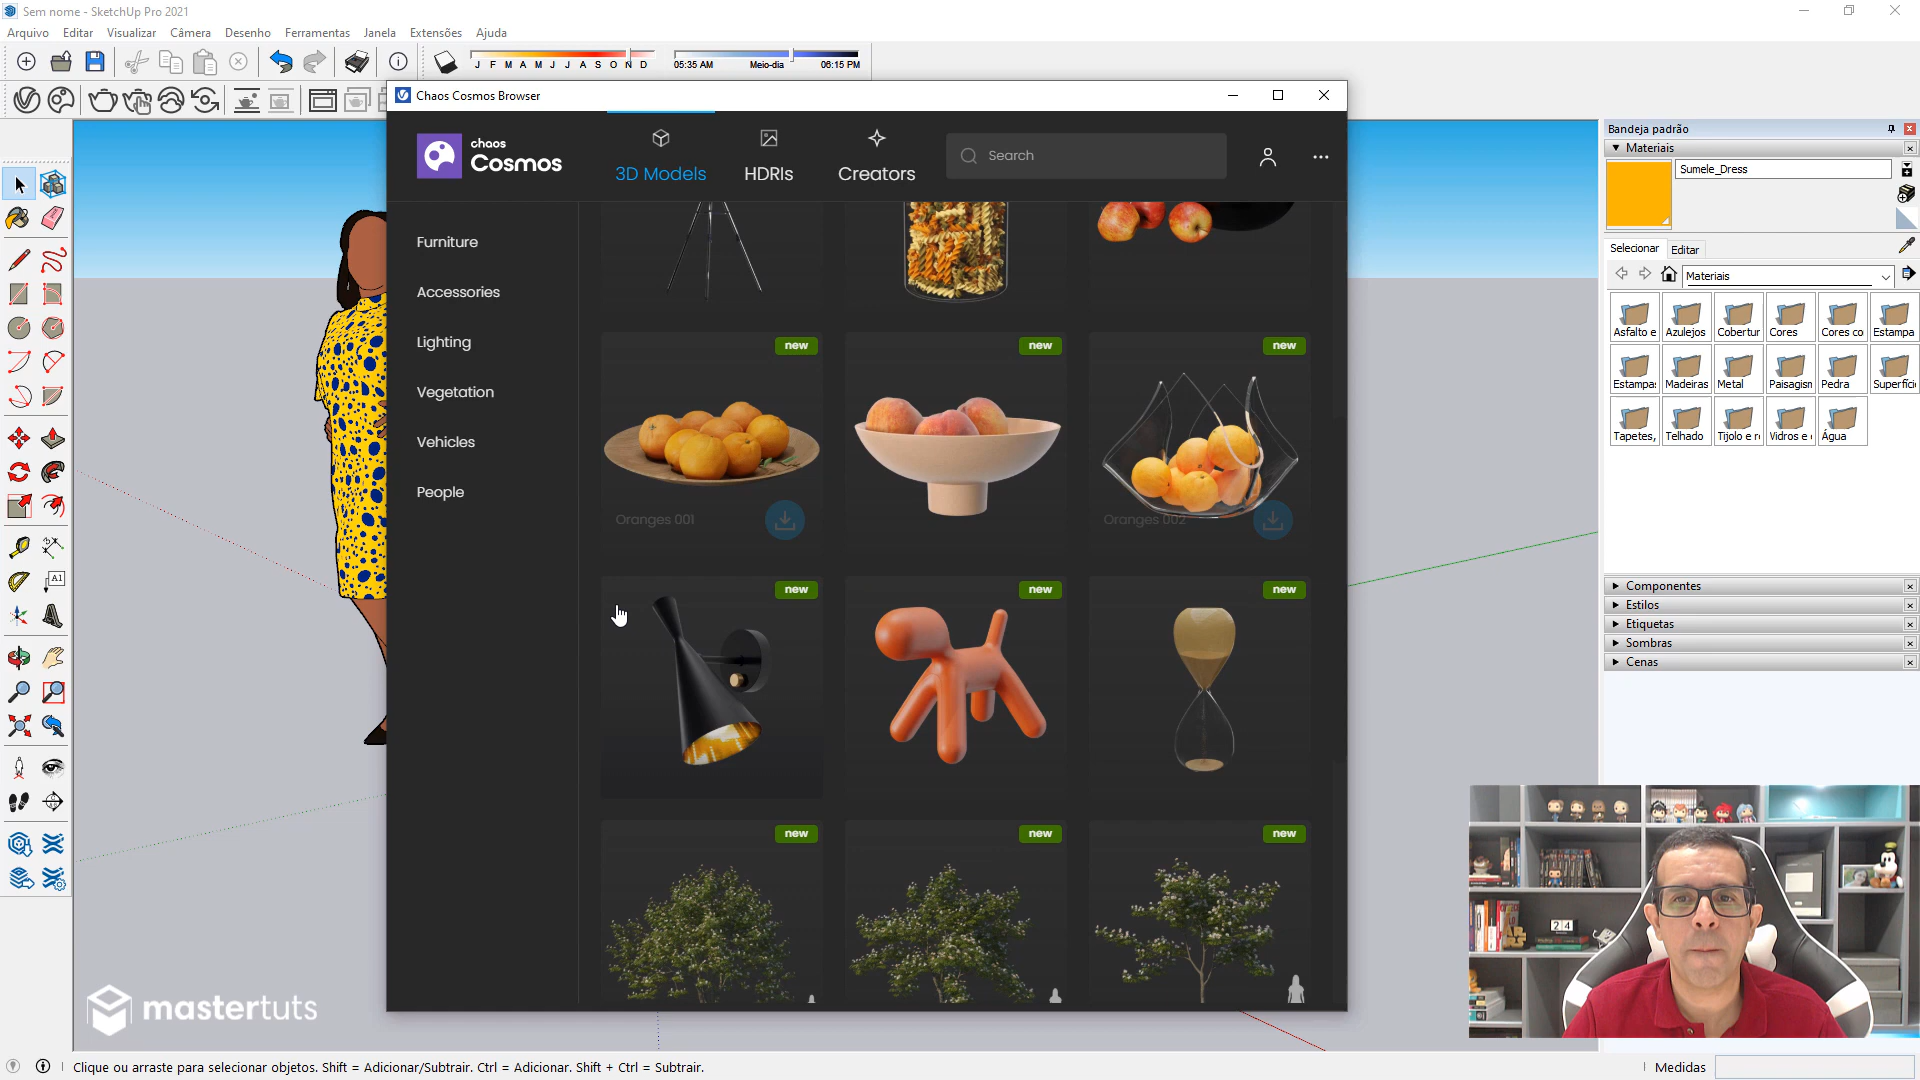 Sem nome - SketchUp Pro 2021
Arquivo Editar Visualizar Câmera Desenho Ferramentas Janela Extensões Ajuda
J F M A M J J A S O N D
05:35 AM Meio-dia 06:15 PM
Chaos Cosmos Browser
chaos
Cosmos
3D Models
HDRIs
Creators
Search
Furniture
Accessories
Lighting
Vegetation
Vehicles
People
new new new
Oranges 001
Oranges 002
new new new
new new new
Bandeja padrão
Materiais
Sumele_Dress
Selecionar Editar
Materiais
Asfalto e Azulejos Cobertur Cores Cores co Estampa
Estampa: Madeiras Metal Paisagisn Pedra Superfíci
Tapetes, Telhado Tijolo e r Vidros e Água
Componentes
Estilos
Etiquetas
Sombras
Cenas
A1
24
mastertuts
Clique ou arraste para selecionar objetos. Shift = Adicionar/Subtrair. Ctrl = Adicionar. Shift + Ctrl = Subtrair.
Medidas